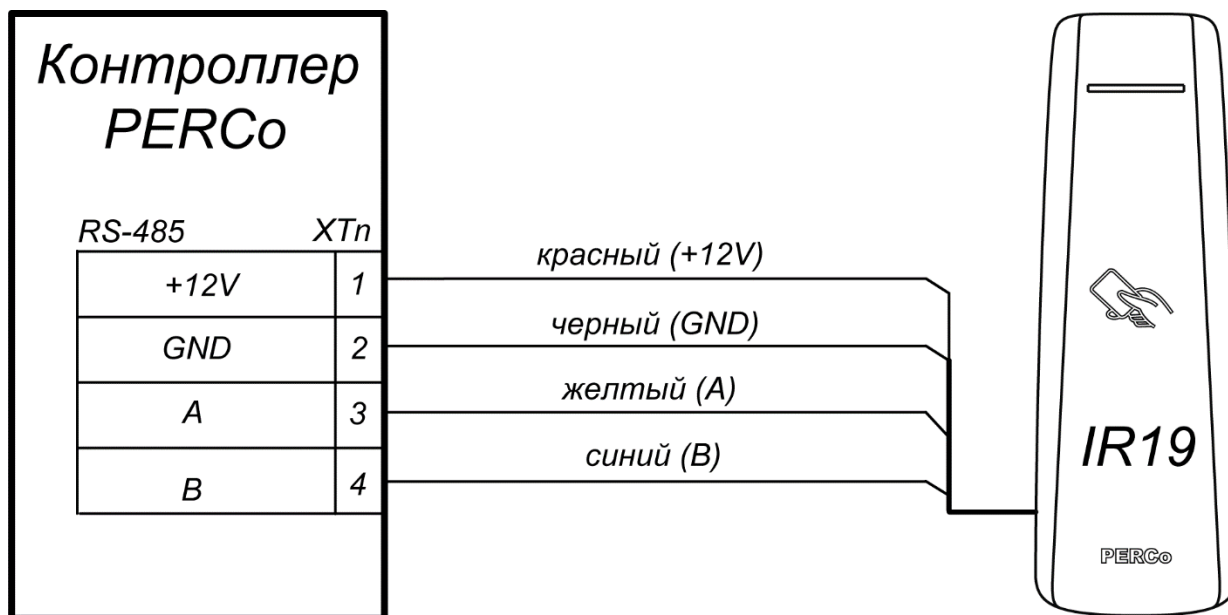 Контроллер
PERCo
RS-485 XTn
+12V 1
GND 2
A 3
B 4
красный (+12V)
черный (GND)
желтый (A)
синий (B)
IR19
PERCo